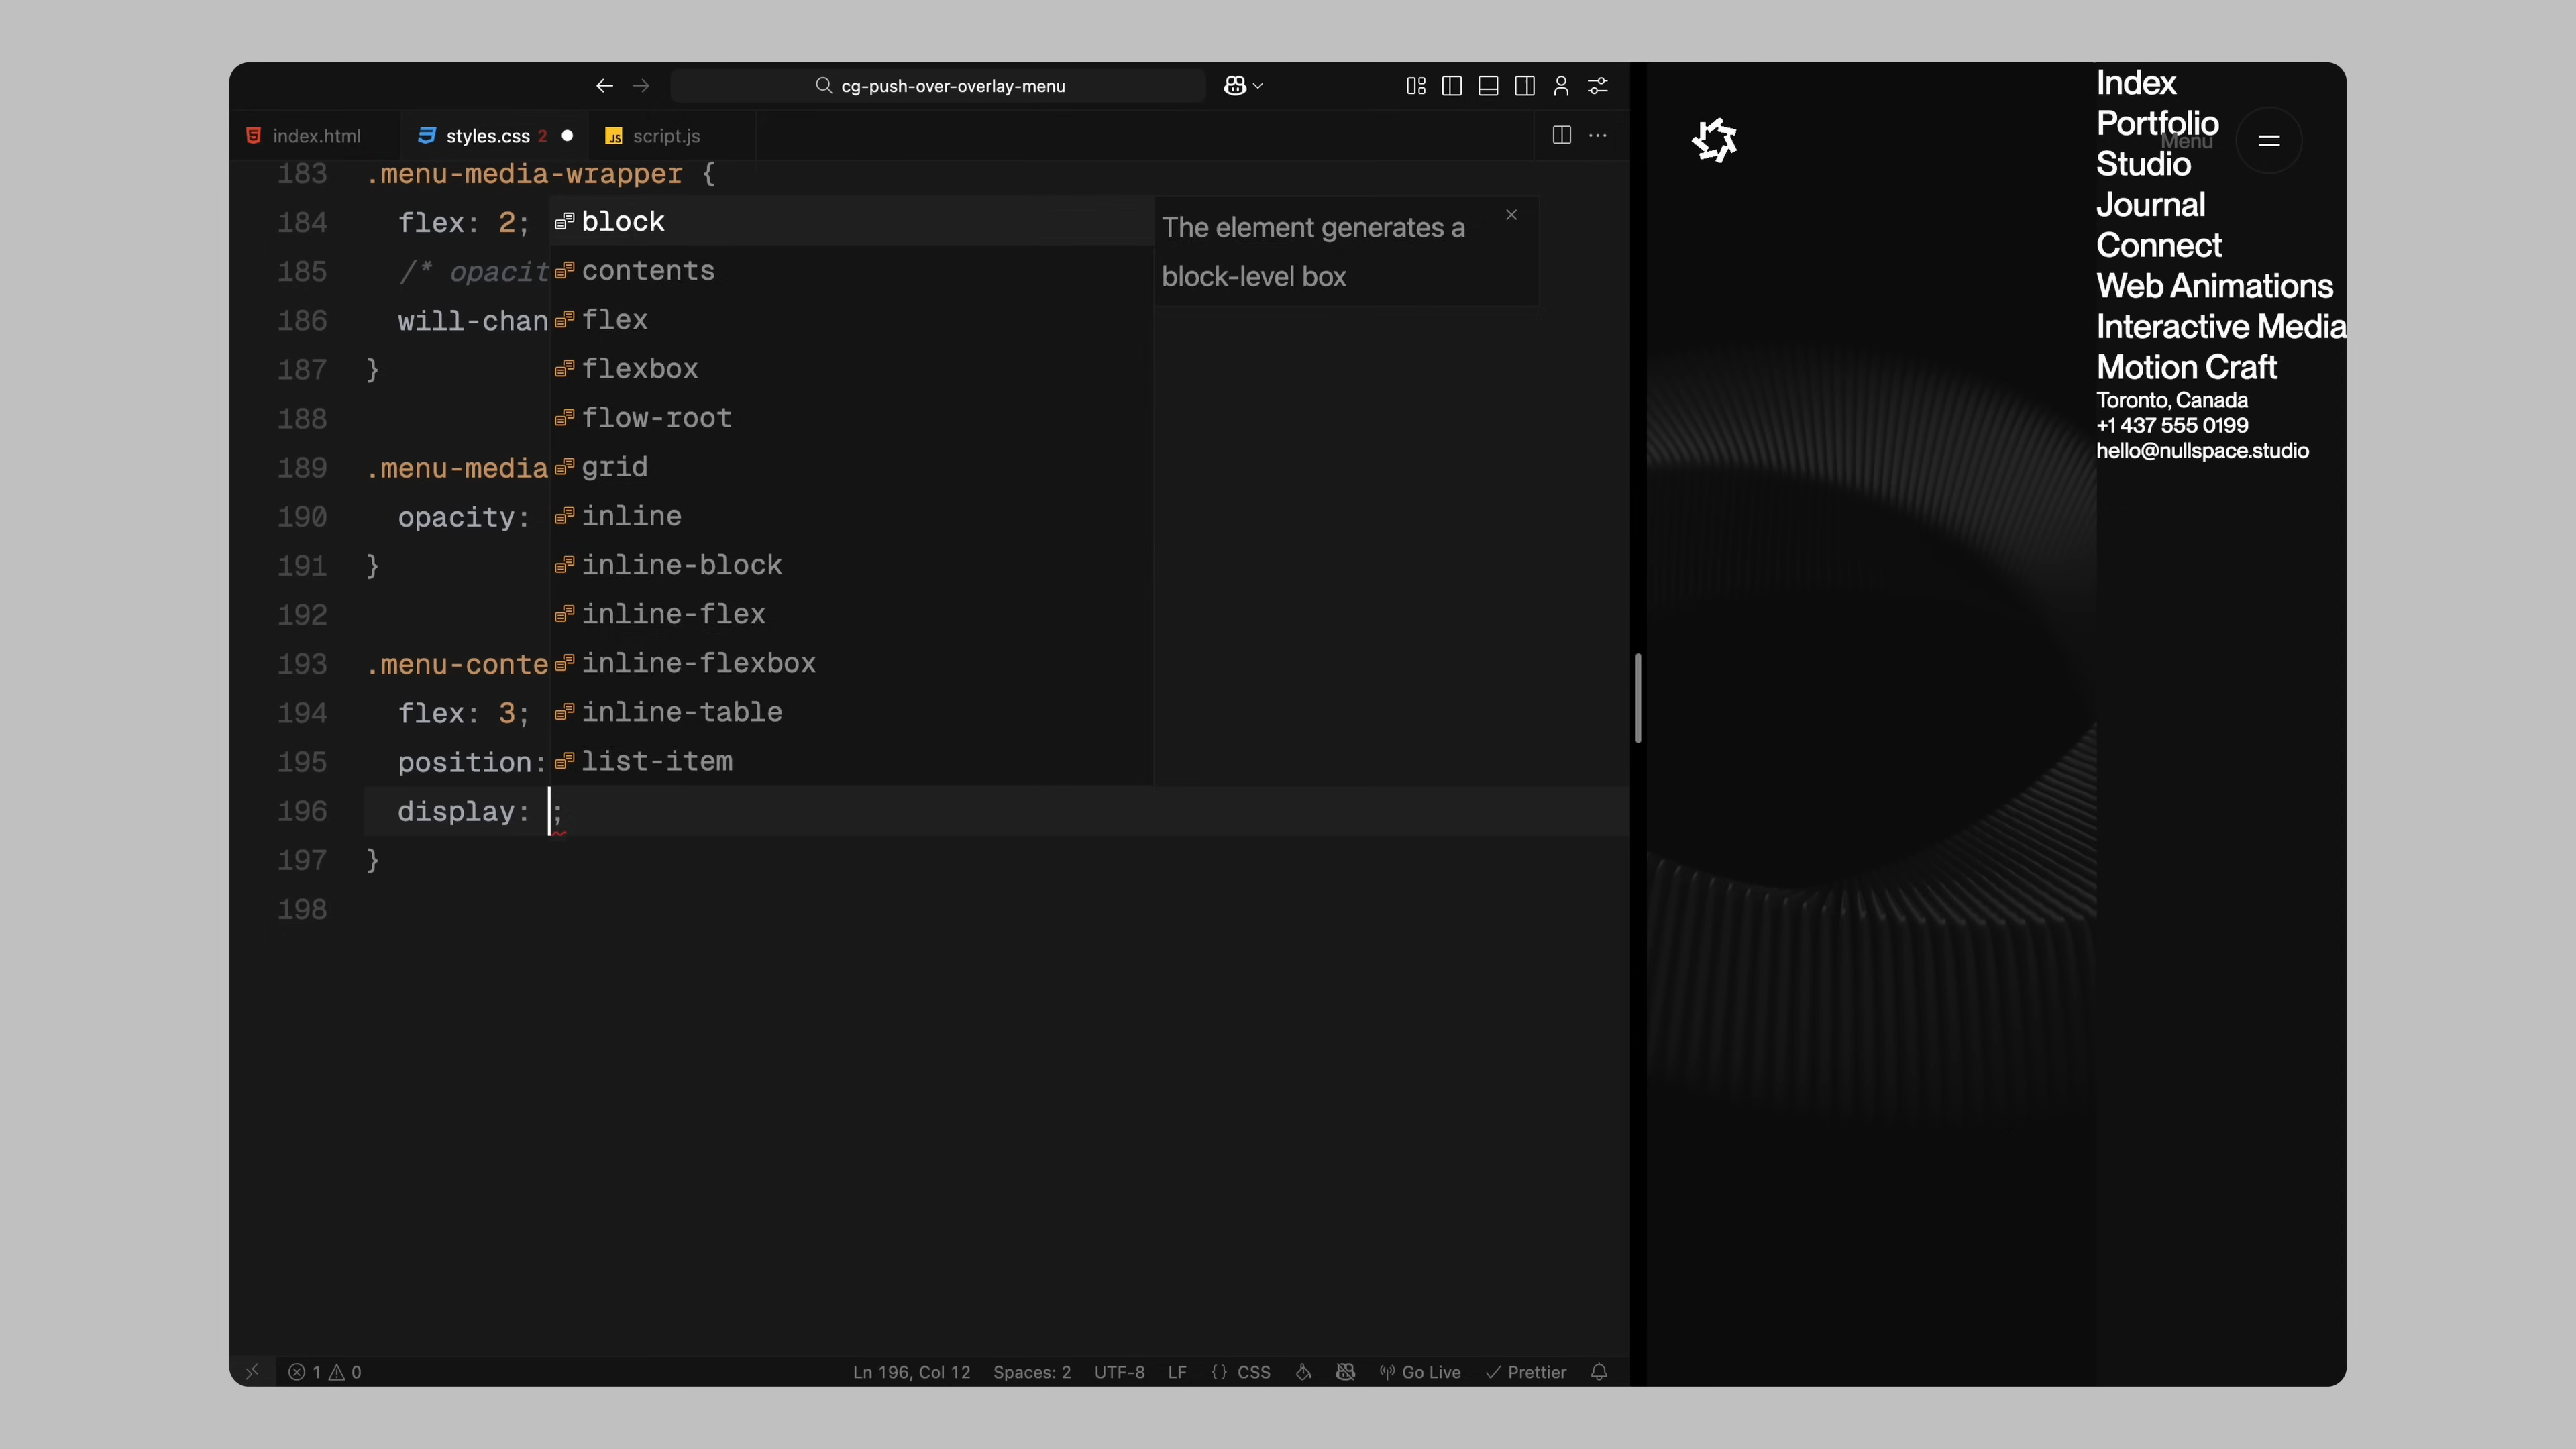 cg-push-over-overlay-menu
index.html
styles.css 2
JS script.js
183 .menu-media-wrapper {
184 flex: 2;
185 /* opacit
186 will-chan
187 }
188
189 .menu-media
190 opacity:
191 }
192
193 .menu-conte
194 flex: 3;
195 position:
196 display: ;
197 }
198
block
contents
flex
flexbox
flow-root
grid
inline
inline-block
inline-flex
inline-flexbox
inline-table
list-item
The element generates a
block-level box
1 0
Ln 196, Col 12 Spaces: 2 UTF-8 LF {} CSS Go Live Prettier
Menu
Index
Portfolio
Studio
Journal
Connect
Web Animations
Interactive Media
Motion Craft
Toronto, Canada
+1 437 555 0199
hello@nullspace.studio